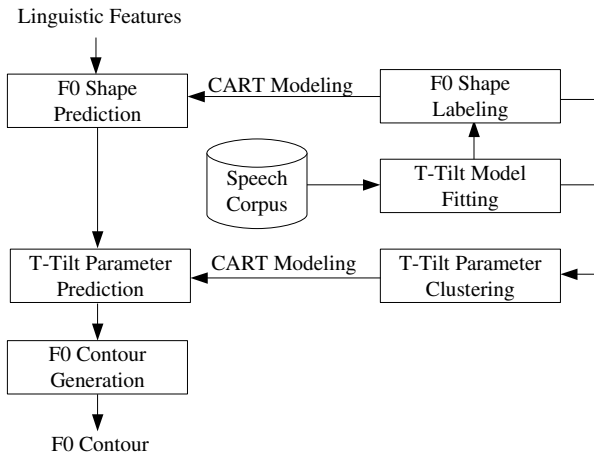 Linguistic Features
F0 Shape
Prediction
CART Modeling
F0 Shape
Labeling
Speech
Corpus
T-Tilt Model
Fitting
T-Tilt Parameter
Prediction
CART Modeling
T-Tilt Parameter
Clustering
F0 Contour
Generation
F0 Contour